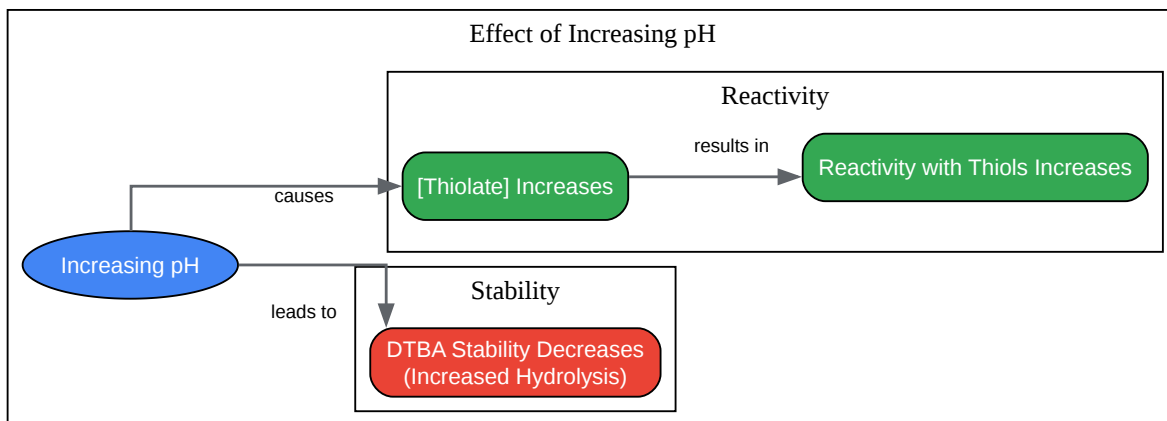 Effect of Increasing pH
Reactivity
results in
Reactivity with Thiols Increases
[Thiolate] Increases
causes
Increasing pH
Stability
leads to
DTBA Stability Decreases
(Increased Hydrolysis)